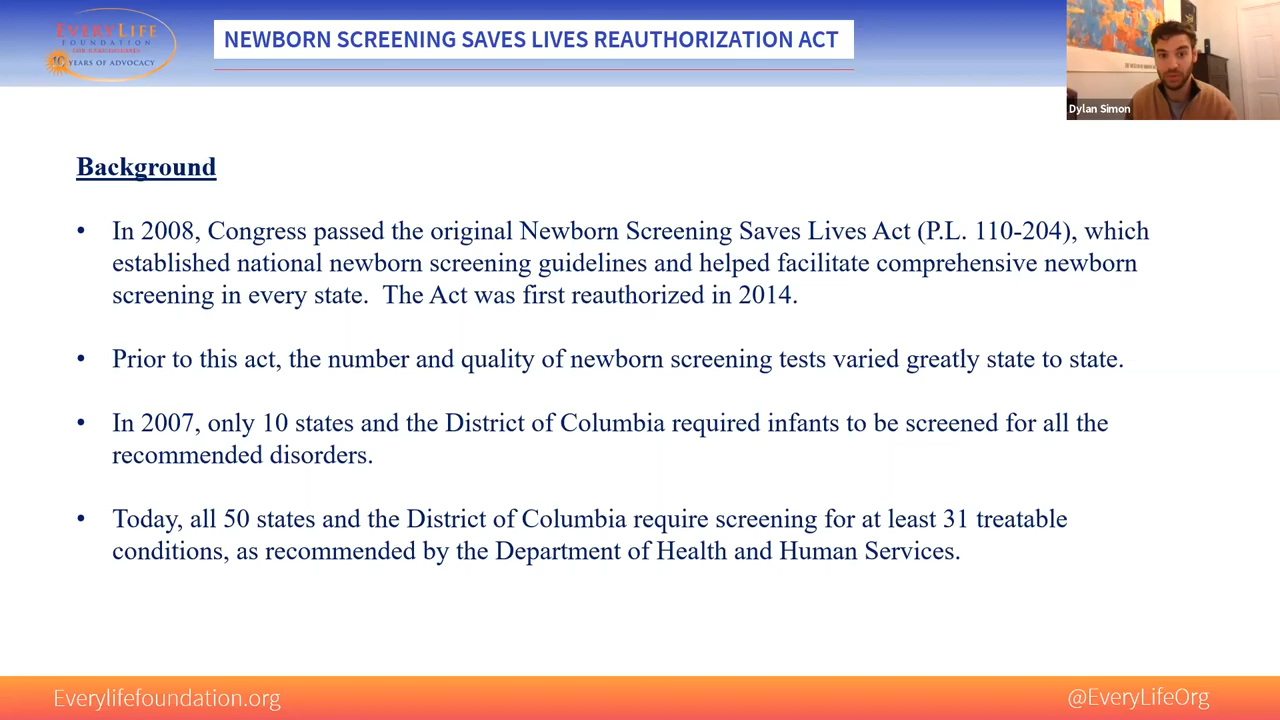 EVERYLIFE
FOUNDATION
FOR RARE DISEASES
10 YEARS OF ADVOCACY
NEWBORN SCREENING SAVES LIVES REAUTHORIZATION ACT
Dylan Simon
Background
• In 2008, Congress passed the original Newborn Screening Saves Lives Act (P.L. 110-204), which
established national newborn screening guidelines and helped facilitate comprehensive newborn
screening in every state. The Act was first reauthorized in 2014.
• Prior to this act, the number and quality of newborn screening tests varied greatly state to state.
• In 2007, only 10 states and the District of Columbia required infants to be screened for all the
recommended disorders.
• Today, all 50 states and the District of Columbia require screening for at least 31 treatable
conditions, as recommended by the Department of Health and Human Services.
Everylifefoundation.org
@EveryLifeOrg